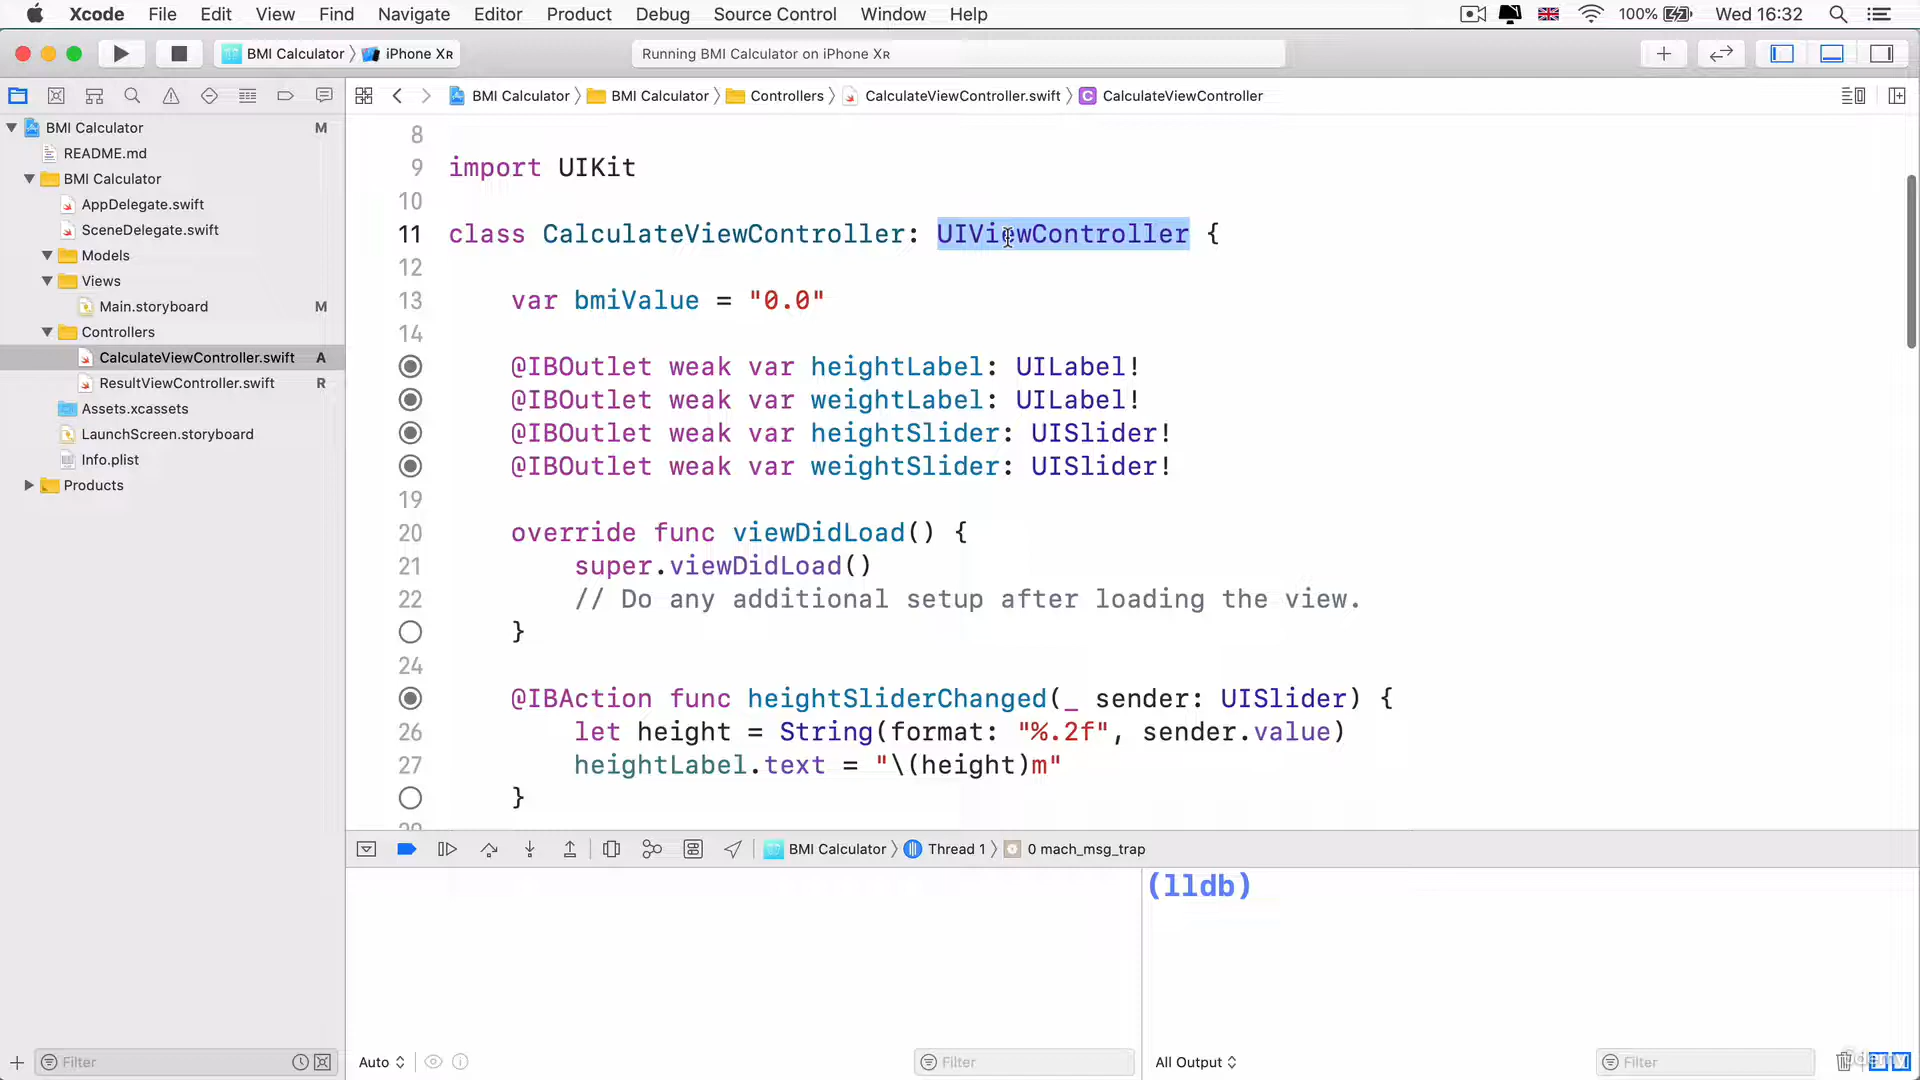 Xcode File Edit View Find Navigate Editor Product Debug Source Control Window Help 100% Wed 16:32
BMI Calculator iPhone XR Running BMI Calculator on iPhone XR
BMI Calculator BMI Calculator Controllers CalculateViewController.swift CalculateViewController
BMI Calculator M
README.md
BMI Calculator
AppDelegate.swift
SceneDelegate.swift
Models
Views
Main.storyboard M
Controllers
CalculateViewController.swift A
ResultViewController.swift R
Assets.xcassets
LaunchScreen.storyboard
Info.plist
Products
8
9 import UIKit
10
11 class CalculateViewController: UIViewController {
12
13 var bmiValue = "0.0"
14
@IBOutlet weak var heightLabel: UILabel!
@IBOutlet weak var weightLabel: UILabel!
@IBOutlet weak var heightSlider: UISlider!
@IBOutlet weak var weightSlider: UISlider!
19
20 override func viewDidLoad() {
21 super.viewDidLoad()
22 // Do any additional setup after loading the view.
}
24
@IBAction func heightSliderChanged(_ sender: UISlider) {
26 let height = String(format: "%.2f", sender.value)
27 heightLabel.text = "\(height)m"
}
BMI Calculator Thread 1 0 mach_msg_trap
(lldb)
Filter Auto Filter All Output Filter